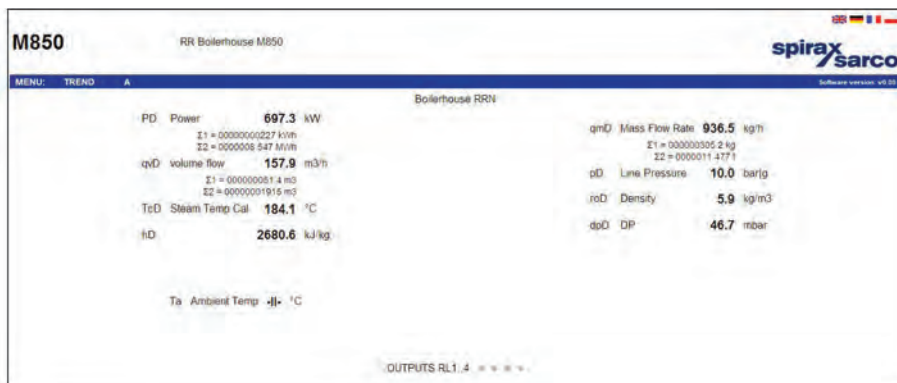 M850
RR Boilerhouse M850
spirax sarco
MENU: TREND A
Software version: v0.
Boilerhouse RRN
PD Power 697.3 kW
Σ1 = 00000000227 kWh
Σ2 = 0000008 547 MWh
qvD volume flow 157.9 m3/h
Σ1 = 000000051.4 m3
Σ2 = 00000001915 m3
TcD Steam Temp Cal 184.1 °C
hD 2680.6 kJ/kg
Ta Ambient Temp -||- °C
qmD Mass Flow Rate 936.5 kg/h
Σ1 = 000000305 2 kg
Σ2 = 0000011 477 t
pD Line Pressure 10.0 bar|g
roD Density 5.9 kg/m3
dpD DP 46.7 mbar
OUTPUTS RL1..4